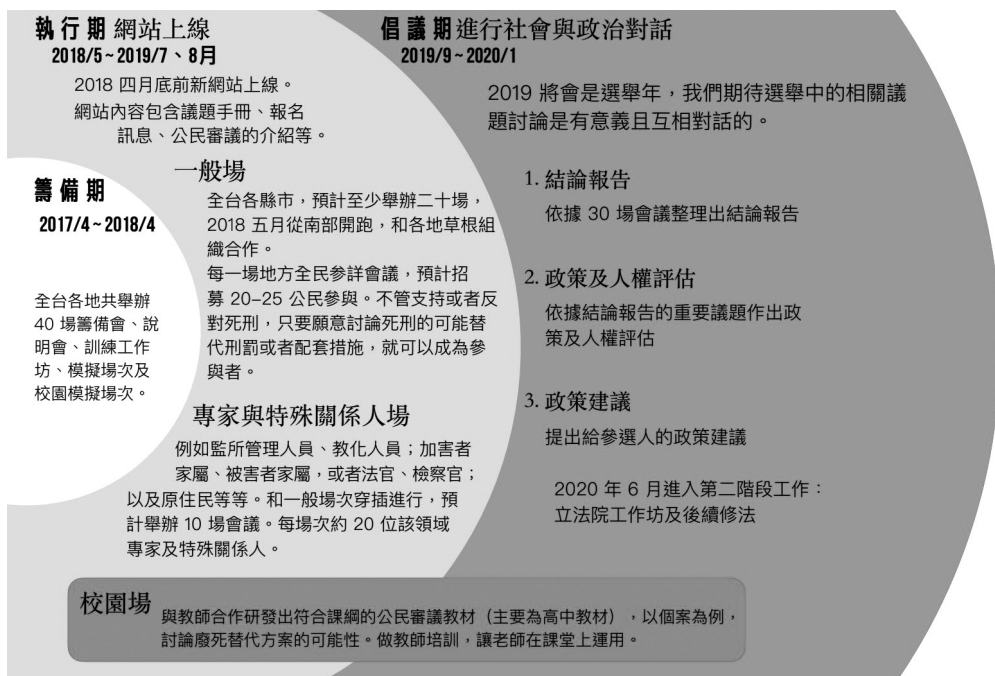 籌備期
2017/4~2018/4
全台各地共舉辦
40 場籌備會、說
明會、訓練工作
坊、模擬場次及
校園模擬場次。
執行期 網站上線
2018/5~2019/7、8月
2018 四月底前新網站上線。
網站內容包含議題手冊、報名
訊息、公民審議的介紹等。
一般場
全台各縣市，預計至少舉辦二十場，
2018 五月從南部開跑，和各地草根組
織合作。
每一場地方全民參詳會議，預計招
募 20–25 公民參與。不管支持或者反
對死刑，只要願意討論死刑的可能替
代刑罰或者配套措施，就可以成為參
與者。
專家與特殊關係人場
例如監所管理人員、教化人員；加害者
家屬、被害者家屬，或者法官、檢察官；
以及原住民等等。和一般場次穿插進行，預
計舉辦 10 場會議。每場次約 20 位該領域
專家及特殊關係人。
倡議期 進行社會與政治對話
2019/9~2020/1
2019 將會是選舉年，我們期待選舉中的相關議
題討論是有意義且互相對話的。
1. 結論報告
依據 30 場會議整理出結論報告
2. 政策及人權評估
依據結論報告的重要議題作出政
策及人權評估
3. 政策建議
提出給參選人的政策建議
2020 年 6 月進入第二階段工作：
立法院工作坊及後續修法
校園場
與教師合作研發出符合課綱的公民審議教材（主要為高中教材），以個案為例，
討論廢死替代方案的可能性。做教師培訓，讓老師在課堂上運用。